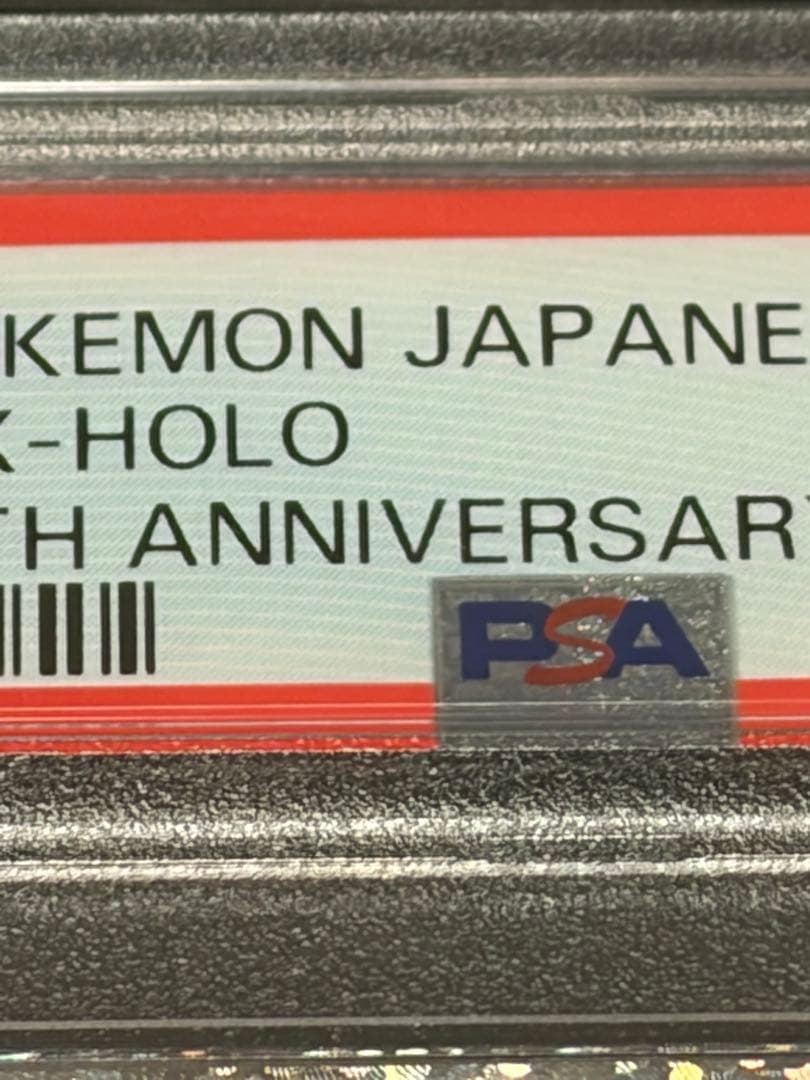 KEMON JAPANE
-HOLO
TH ANNIVERSAR
PSA